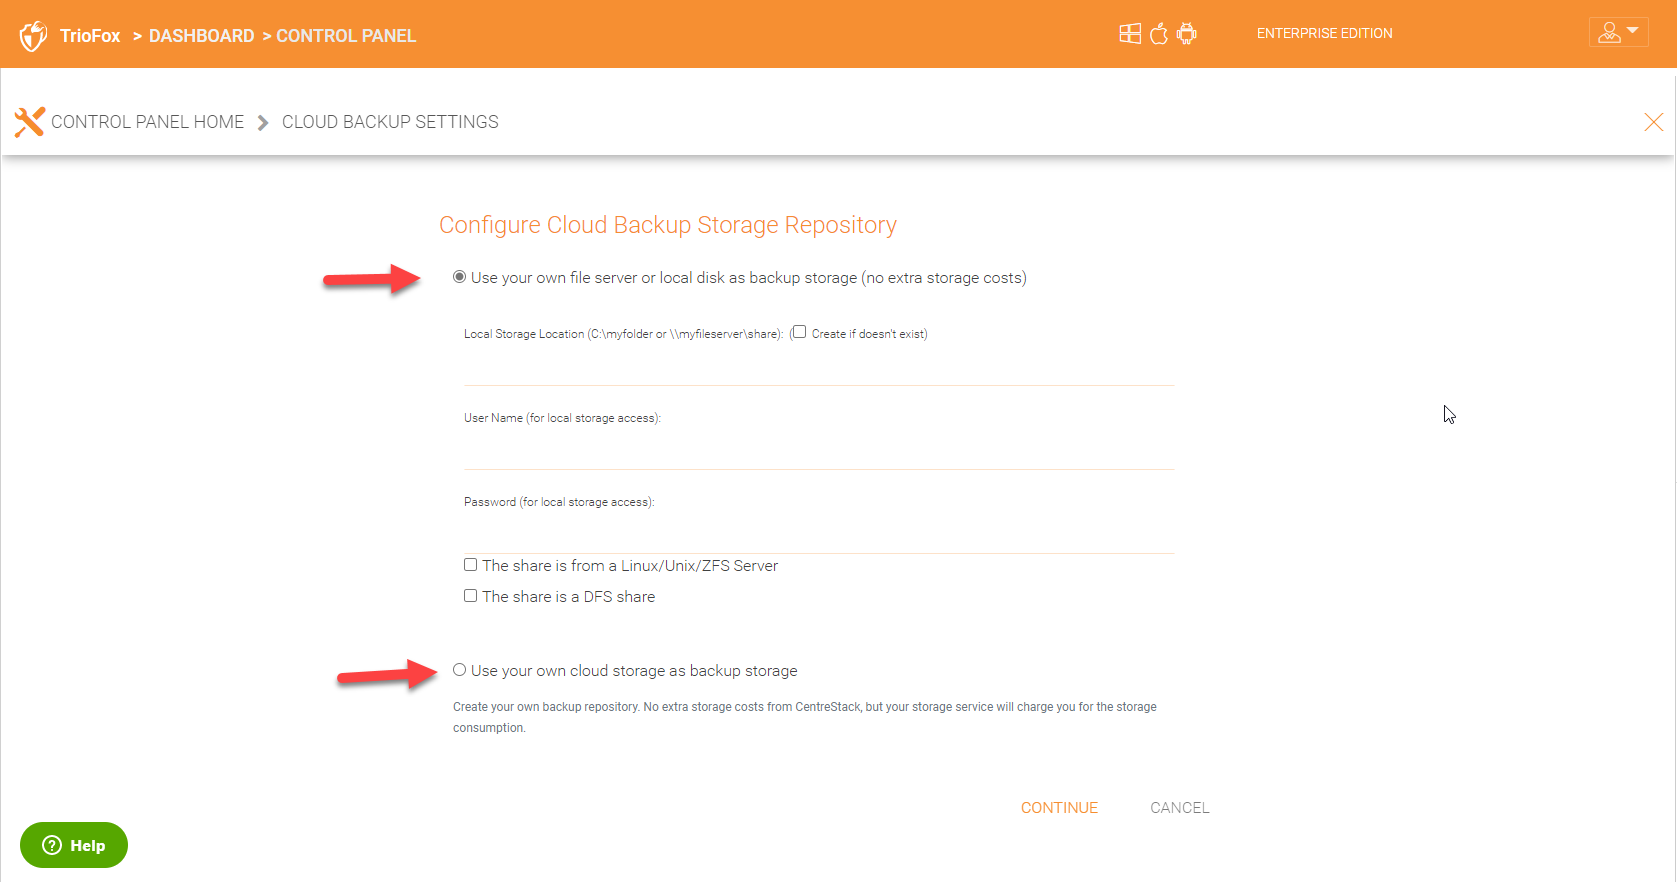 TrioFox > DASHBOARD > CONTROL PANEL
ENTERPRISE EDITION
CONTROL PANEL HOME > CLOUD BACKUP SETTINGS
Configure Cloud Backup Storage Repository
Use your own file server or local disk as backup storage (no extra storage costs)
Local Storage Location (C:\myfolder or \\myfileserver\share): ( Create if doesn't exist)
User Name (for local storage access):
Password (for local storage access):
The share is from a Linux/Unix/ZFS Server
The share is a DFS share
Use your own cloud storage as backup storage
Create your own backup repository. No extra storage costs from CentreStack, but your storage service will charge you for the storage
consumption.
CONTINUE CANCEL
? Help